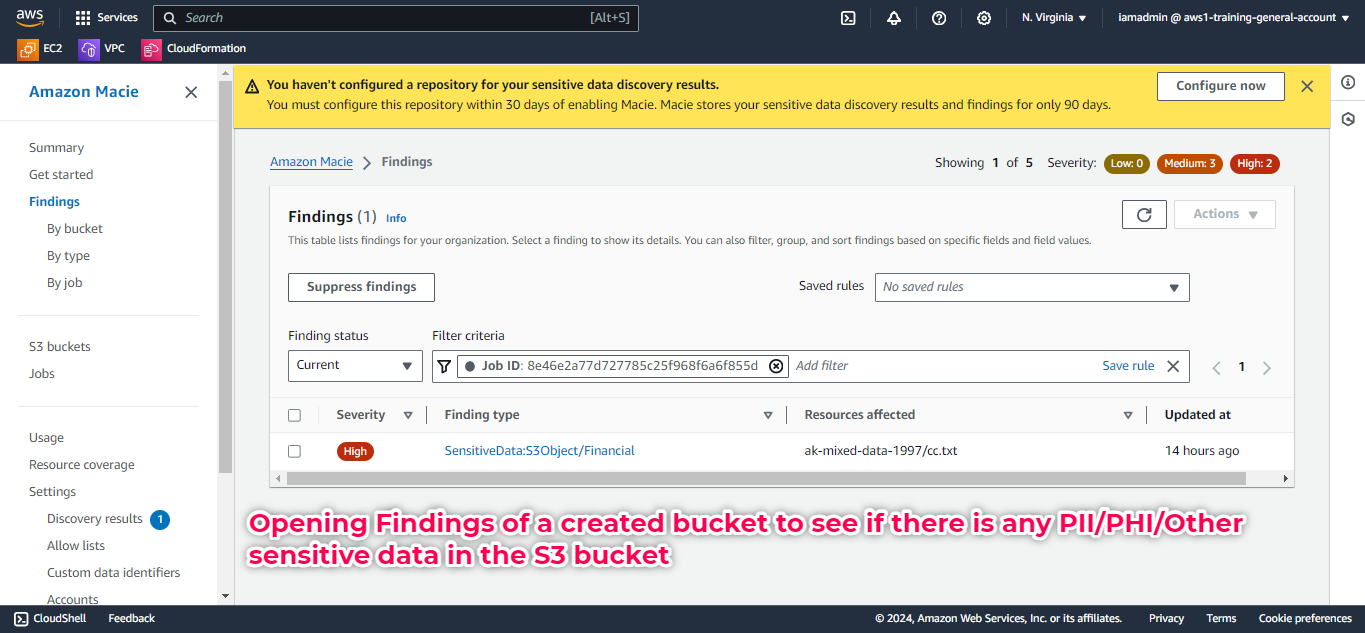 aws
Services
Search [Alt+S]
N. Virginia
iamadmin @ aws1-training-general-account
EC2
VPC
CloudFormation
Amazon Macie
Summary
Get started
Findings
By bucket
By type
By job
S3 buckets
Jobs
Usage
Resource coverage
Settings
Discovery results 1
Allow lists
Custom data identifiers
Accounts
You haven't configured a repository for your sensitive data discovery results.
You must configure this repository within 30 days of enabling Macie. Macie stores your sensitive data discovery results and findings for only 90 days.
Configure now
Amazon Macie > Findings
Showing 1 of 5 Severity: Low: 0 Medium: 3 High: 2
Findings (1) Info
This table lists findings for your organization. Select a finding to show its details. You can also filter, group, and sort findings based on specific fields and field values.
Actions
Suppress findings
Saved rules No saved rules
Finding status
Current
Filter criteria
Job ID: 8e46e2a77d727785c25f968f6a6f855d
Add filter
Save rule
1
Severity Finding type Resources affected Updated at
High SensitiveData:S3Object/Financial ak-mixed-data-1997/cc.txt 14 hours ago
Opening Findings of a created bucket to see if there is any PII/PHI/Other
sensitive data in the S3 bucket
CloudShell Feedback © 2024, Amazon Web Services, Inc. or its affiliates. Privacy Terms Cookie preferences